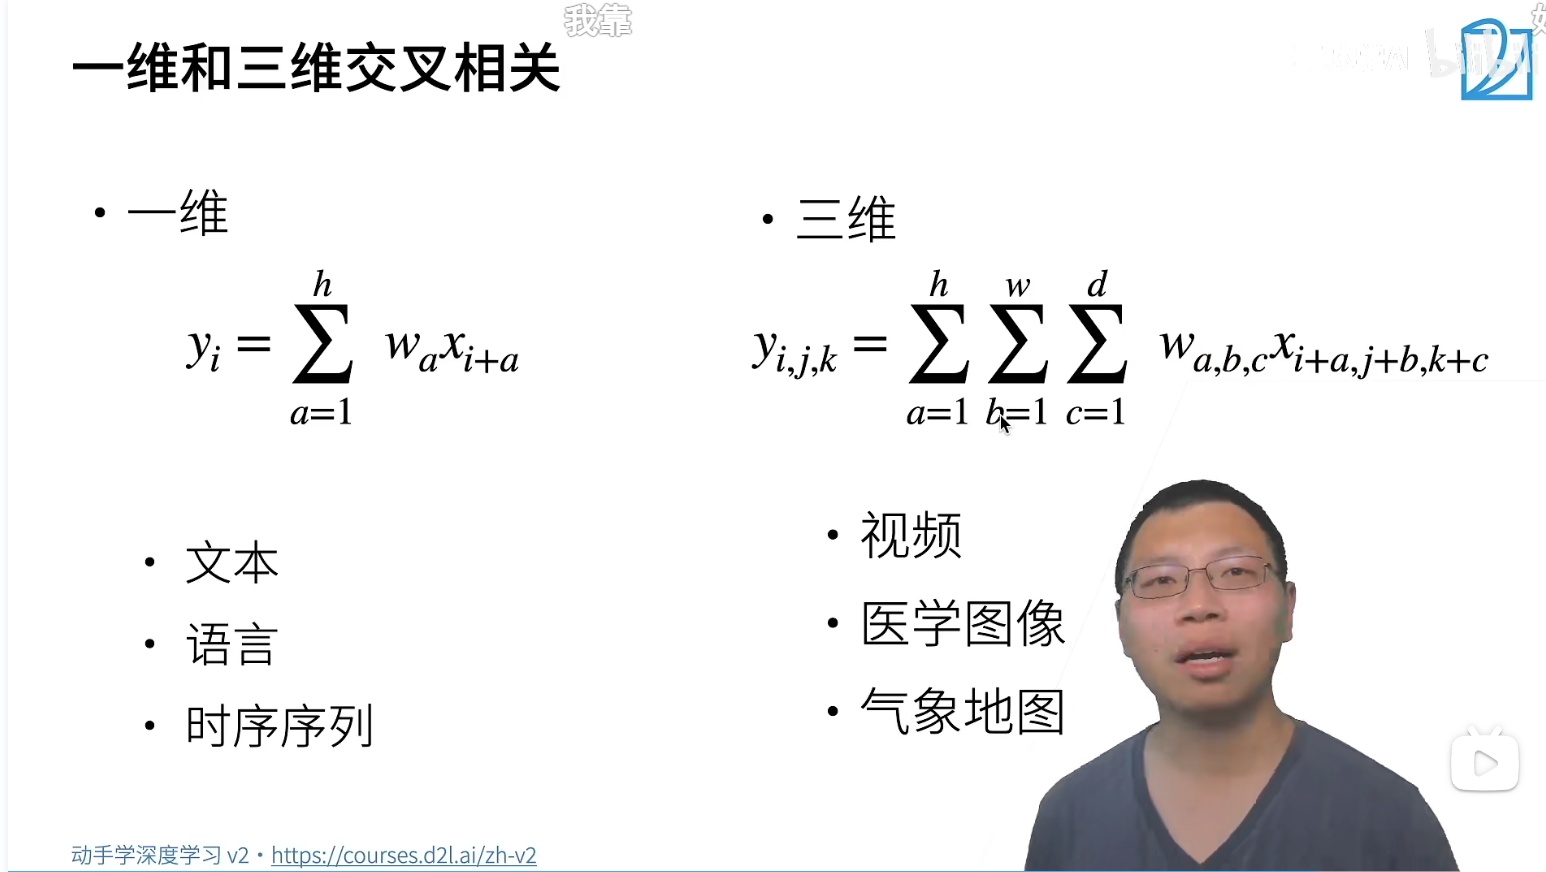 我靠
一维和三维交叉相关
bilibili
• 一维
y_i = \sum_{a=1}^{h} w_a x_{i+a}
• 文本
• 语言
• 时序序列
• 三维
y_{i,j,k} = \sum_{a=1}^{h} \sum_{b=1}^{w} \sum_{c=1}^{d} w_{a,b,c} x_{i+a,j+b,k+c}
• 视频
• 医学图像
• 气象地图
动手学深度学习 v2 • https://courses.d2l.ai/zh-v2